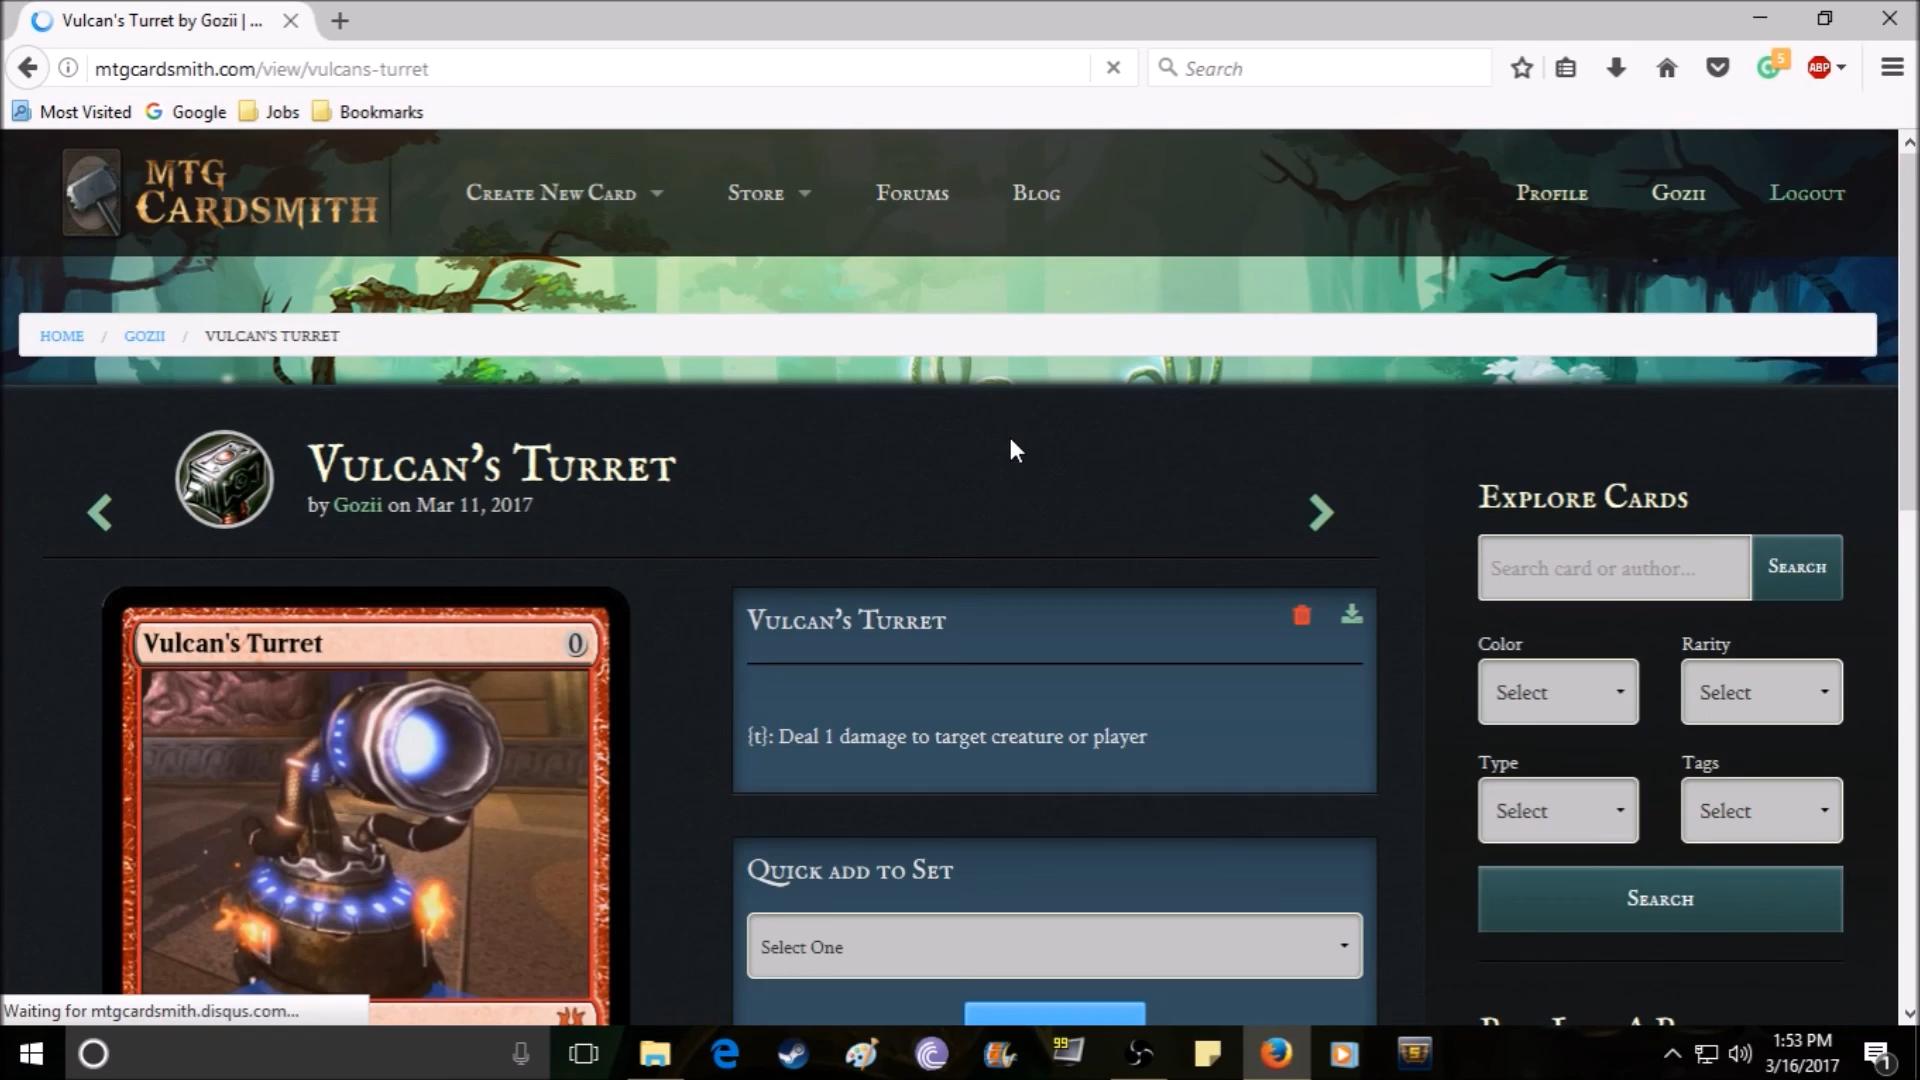 Vulcan's Turret by Gozii | ...
mtgcardsmith.com/view/vulcans-turret
Search
5
ABP
Most Visited
Google
Jobs
Bookmarks
MTG
Cardsmith
Create New Card
Store
Forums
Blog
Profile
Gozii
Logout
HOME / GOZII / VULCAN'S TURRET
Vulcan's Turret
by Gozii on Mar 11, 2017
Explore Cards
Search card or author...
Search
Vulcan's Turret 0
Vulcan's Turret
{t}: Deal 1 damage to target creature or player
Color
Rarity
Select
Select
Type
Tags
Select
Select
Search
Quick add to Set
Select One
Waiting for mtgcardsmith.disqus.com...
99
1:53 PM
3/16/2017
1